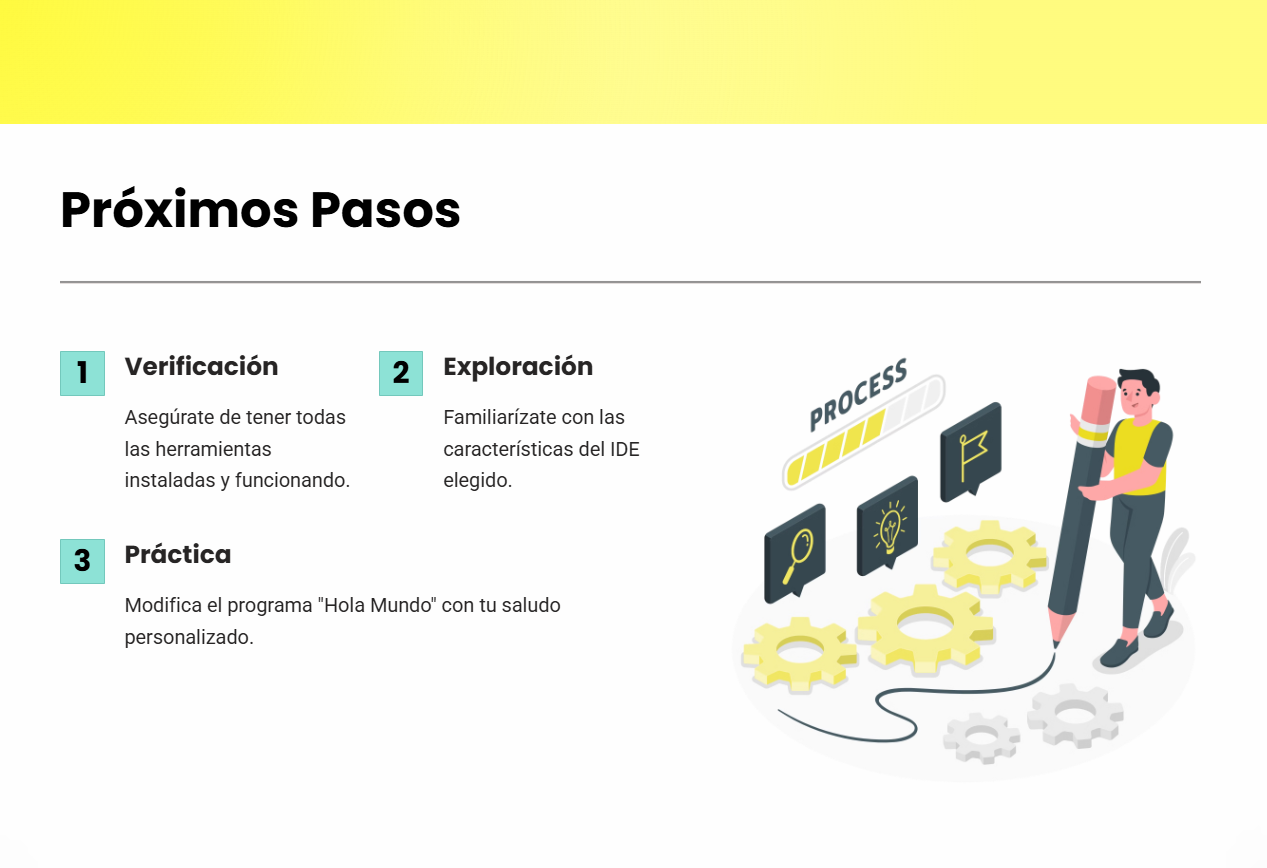 Próximos Pasos
1
Verificación
Asegúrate de tener todas
las herramientas
instaladas y funcionando.
2
Exploración
Familiarízate con las
características del IDE
elegido.
3
Práctica
Modifica el programa "Hola Mundo" con tu saludo
personalizado.
PROCESS